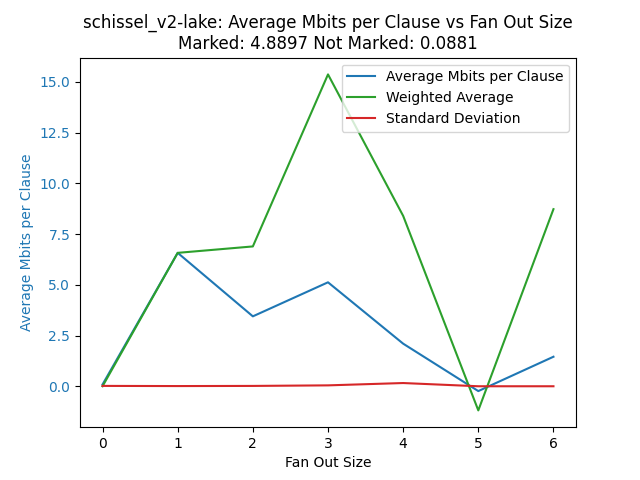 schissel_v2-lake: Average Mbits per Clause vs Fan Out Size
Marked: 4.8897 Not Marked: 0.0881
Average Mbits per Clause
Weighted Average
Standard Deviation
Average Mbits per Clause
15.0
12.5
10.0
7.5
5.0
2.5
0.0
0 1 2 3 4 5 6
Fan Out Size